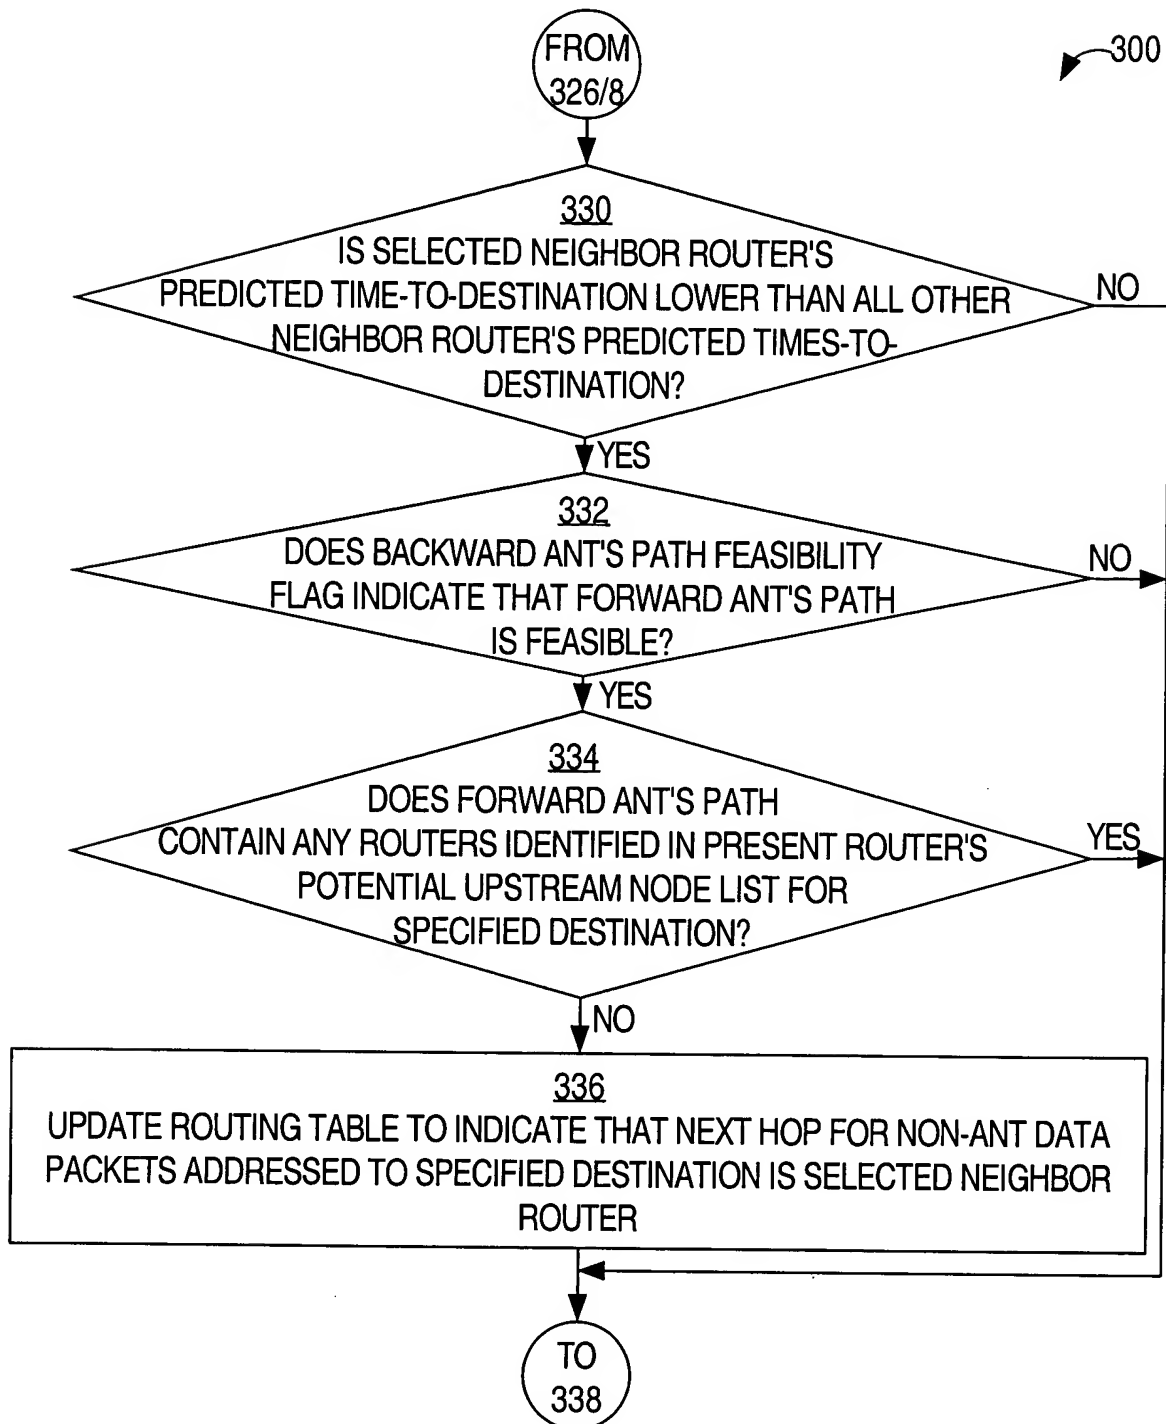 FROM
326/8
300
330
IS SELECTED NEIGHBOR ROUTER'S
PREDICTED TIME-TO-DESTINATION LOWER THAN ALL OTHER
NEIGHBOR ROUTER'S PREDICTED TIMES-TO-
DESTINATION?
NO
YES
332
DOES BACKWARD ANT'S PATH FEASIBILITY
FLAG INDICATE THAT FORWARD ANT'S PATH
IS FEASIBLE?
NO
YES
334
DOES FORWARD ANT'S PATH
CONTAIN ANY ROUTERS IDENTIFIED IN PRESENT ROUTER'S
POTENTIAL UPSTREAM NODE LIST FOR
SPECIFIED DESTINATION?
YES
NO
336
UPDATE ROUTING TABLE TO INDICATE THAT NEXT HOP FOR NON-ANT DATA
PACKETS ADDRESSED TO SPECIFIED DESTINATION IS SELECTED NEIGHBOR
ROUTER
TO
338